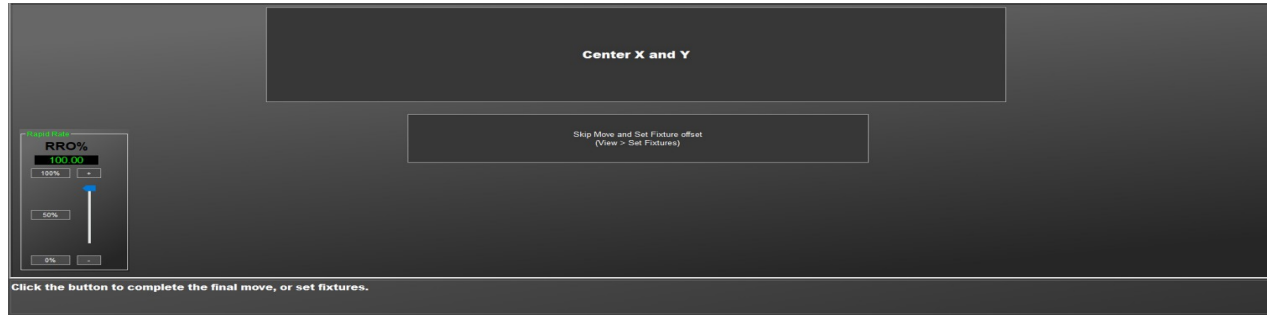 Center X and Y
Skip Move and Set Fixture offset
(View > Set Fixtures)
Rapid Rate
RRO%
100.00
100%
+
50%
0%
-
Click the button to complete the final move, or set fixtures.